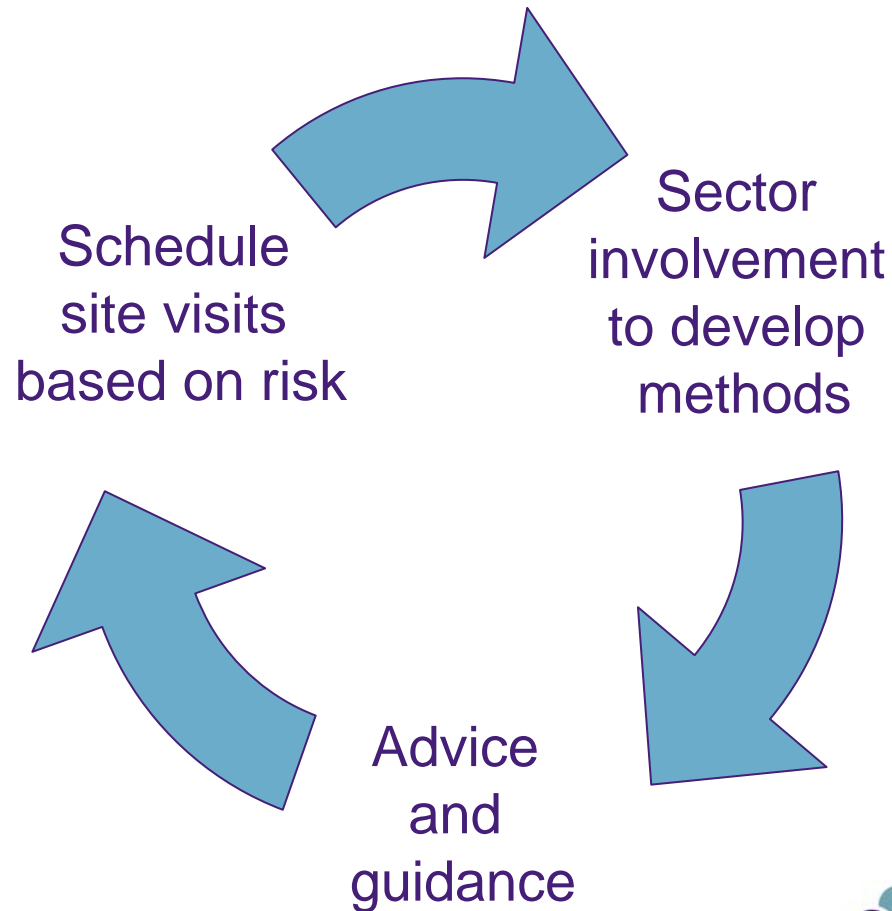 Schedule
site visits
based on risk
Sector
involvement
to develop
methods
Advice
and
guidance